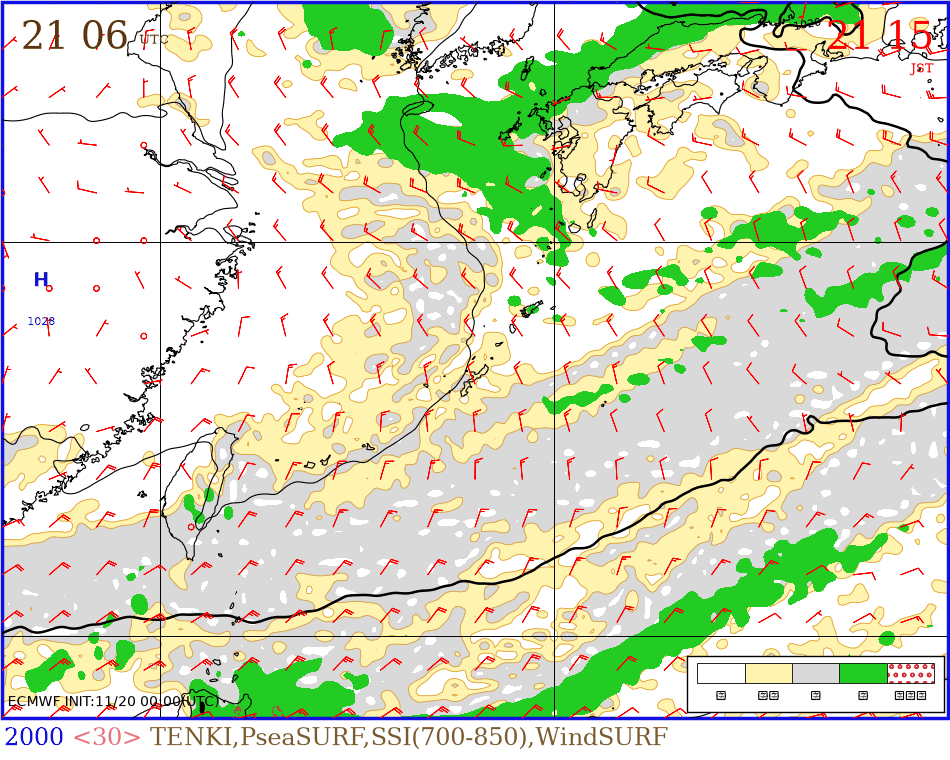 21 06 UTC
21 15
JST
1020
H
1028
ECMWF INIT:11/20 00:00(UTC)
2000 <30> TENKI,PseaSURF,SSI(700-850),WindSURF